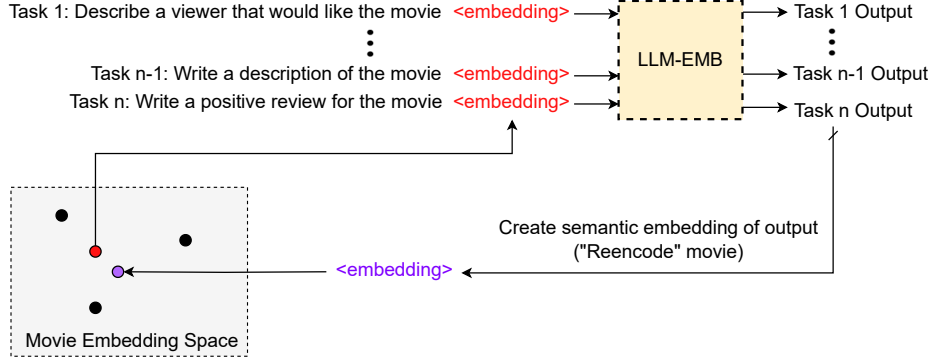 Task 1: Describe a viewer that would like the movie <embedding>
Task 1 Output
LLM-EMB
Task n-1: Write a description of the movie <embedding>
Task n-1 Output
Task n: Write a positive review for the movie <embedding>
Task n Output
Create semantic embedding of output
("Reencode" movie)
<embedding>
Movie Embedding Space